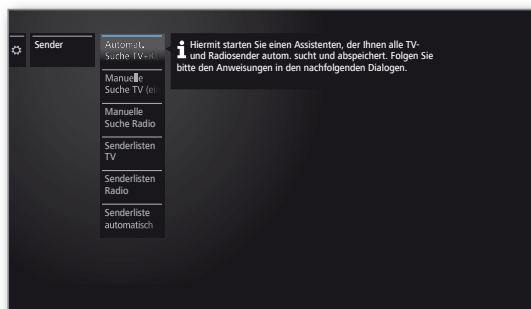 Sender
Automat.
Suche TV+R
Manuelle
Suche TV (ei
Manuelle
Suche Radio
Senderlisten
TV
Senderlisten
Radio
Senderliste
automatisch
i Hiermit starten Sie einen Assistenten, der Ihnen alle TV-
und Radiosender autom. sucht und abspeichert. Folgen Sie
bitte den Anweisungen in den nachfolgenden Dialogen.